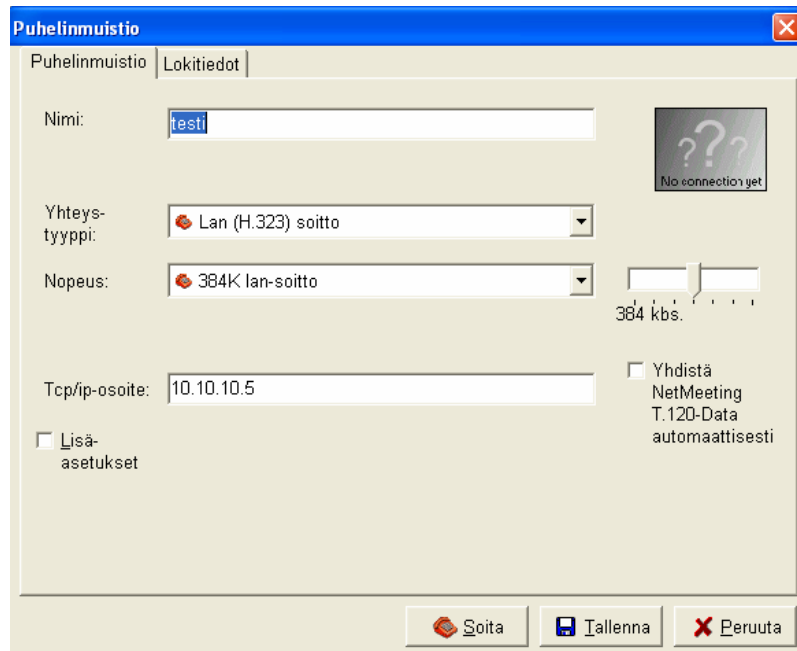 Puhelinmuistio
Puhelinmuistio Lokitiedot
Nimi:
testi
???
No connection yet
Yhteys-
tyyppi:
Lan (H.323) soitto
Nopeus:
384K lan-soitto
384 kbs.
Tcp/ip-osoite:
10.10.10.5
Yhdistä
NetMeeting
T.120-Data
automaattisesti
Lisä-
asetukset
Soita Tallenna Peruuta